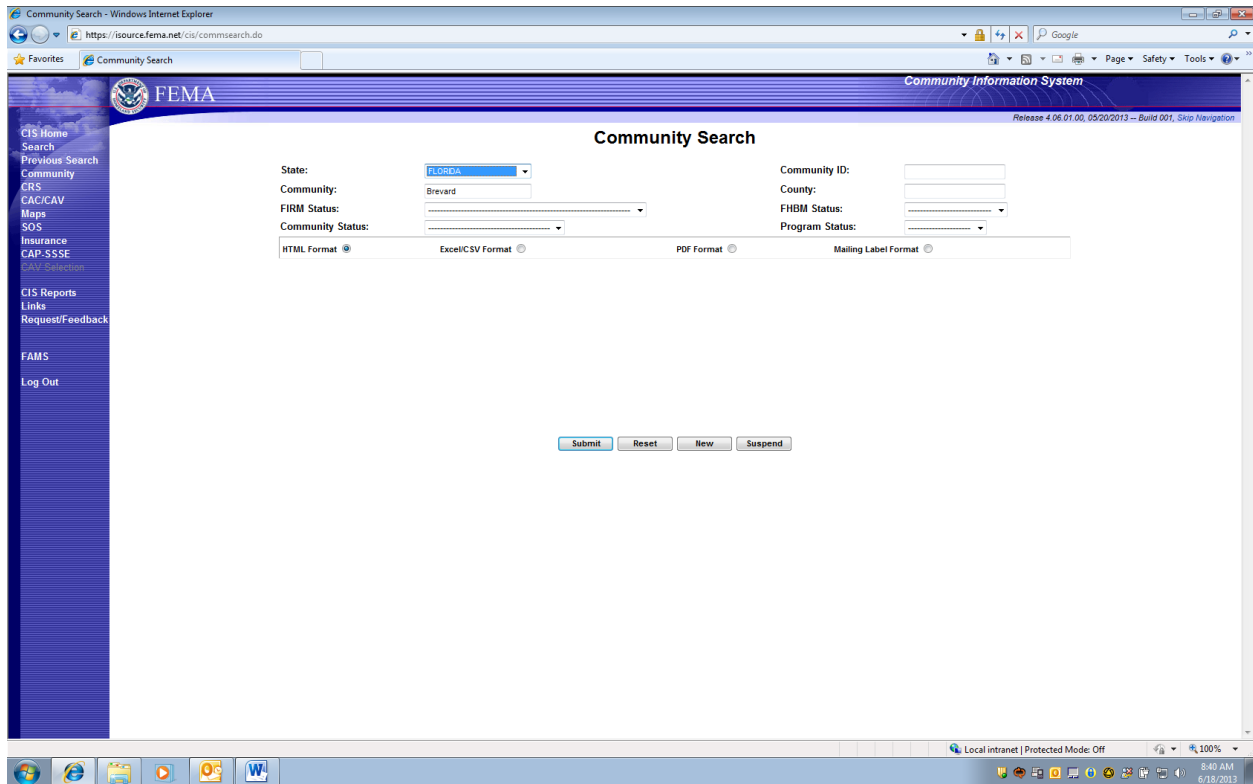 Community Search - Windows Internet Explorer
https://isource.fema.net/cis/commsearch.do
Google
Favorites
Community Search
Page
Safety
Tools
FEMA
Community Information System
Release 4.06.01.00, 05/20/2013 -- Build 001, Skip Navigation
CIS Home
Search
Previous Search
Community
CRS
CAC/CAV
Maps
SOS
Insurance
CAP-SSSE
CAV Selection
CIS Reports
Links
Request/Feedback
FAMS
Log Out
Community Search
State: FLORIDA Community ID:
Community: Brevard County:
FIRM Status: FHBM Status:
Community Status: Program Status:
HTML Format Excel/CSV Format PDF Format Mailing Label Format
Submit Reset New Suspend
Local intranet | Protected Mode: Off 100%
8:40 AM
6/18/2013